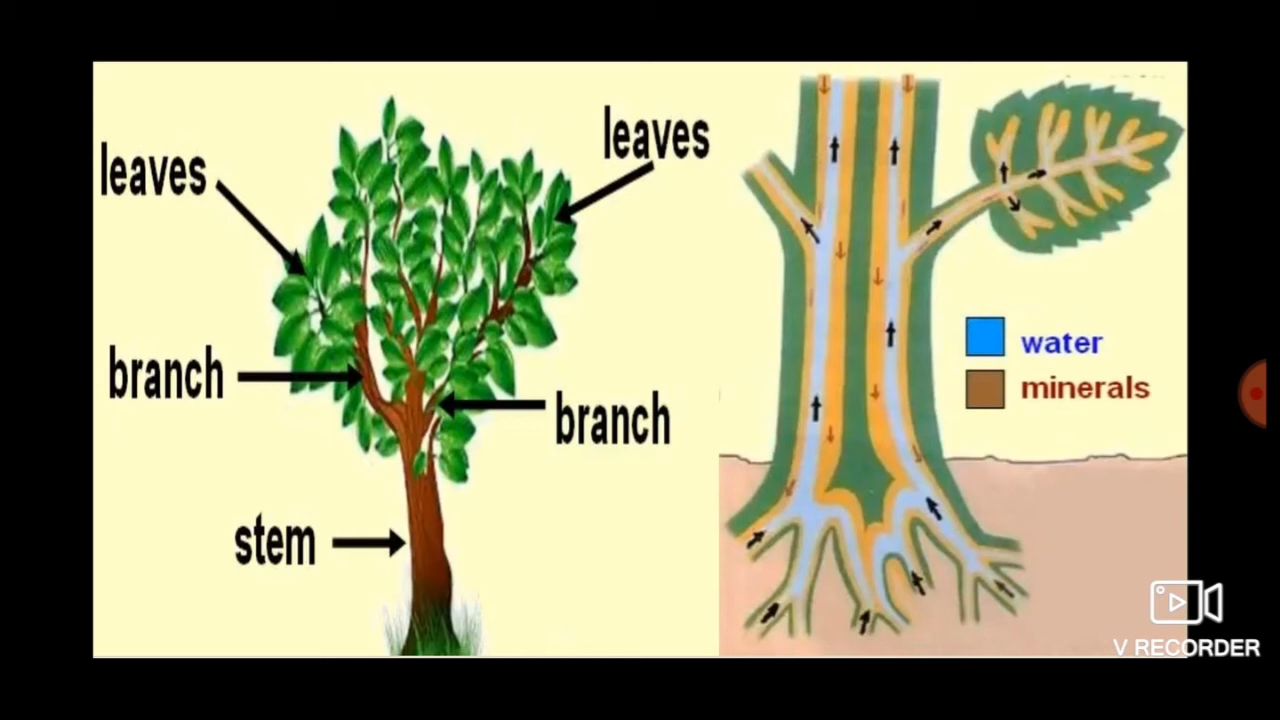 leaves
leaves
branch
branch
stem
water
minerals
V RECORDER